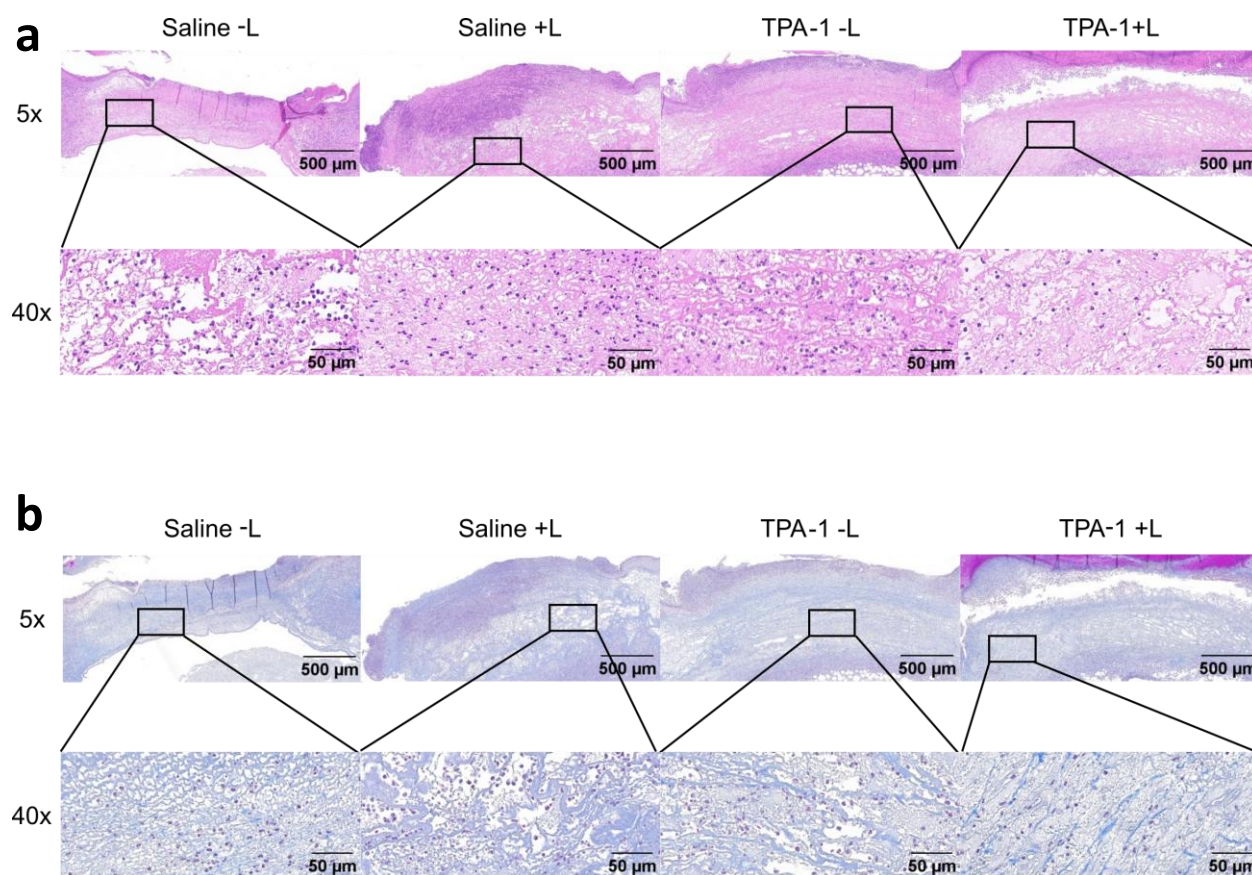 a
Saline -L Saline +L TPA-1 -L TPA-1+L
5x
500 µm 500 µm 500 µm 500 µm
40x
50 µm 50 µm 50 µm 50 µm
b
Saline -L Saline +L TPA-1 -L TPA-1 +L
5x
500 µm 500 µm 500 µm 500 µm
40x
50 µm 50 µm 50 µm 50 µm